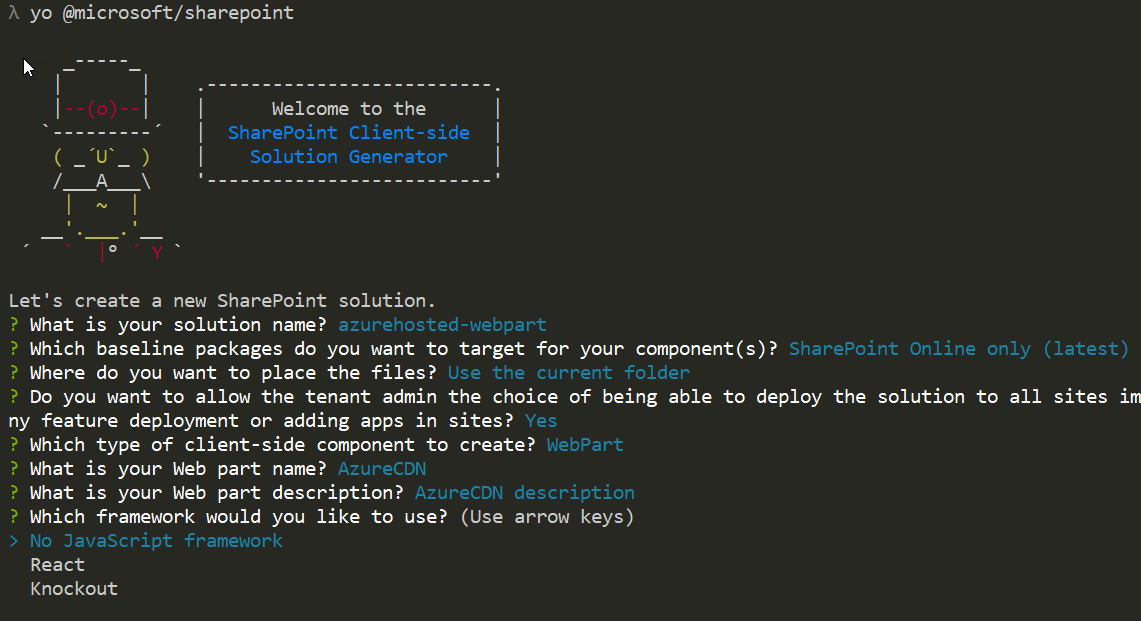 λ yo @microsoft/sharepoint
Welcome to the
SharePoint Client-side
Solution Generator
Let's create a new SharePoint solution.
? What is your solution name? azurehosted-webpart
? Which baseline packages do you want to target for your component(s)? SharePoint Online only (latest)
? Where do you want to place the files? Use the current folder
? Do you want to allow the tenant admin the choice of being able to deploy the solution to all sites im
ny feature deployment or adding apps in sites? Yes
? Which type of client-side component to create? WebPart
? What is your Web part name? AzureCDN
? What is your Web part description? AzureCDN description
? Which framework would you like to use? (Use arrow keys)
> No JavaScript framework
React
Knockout